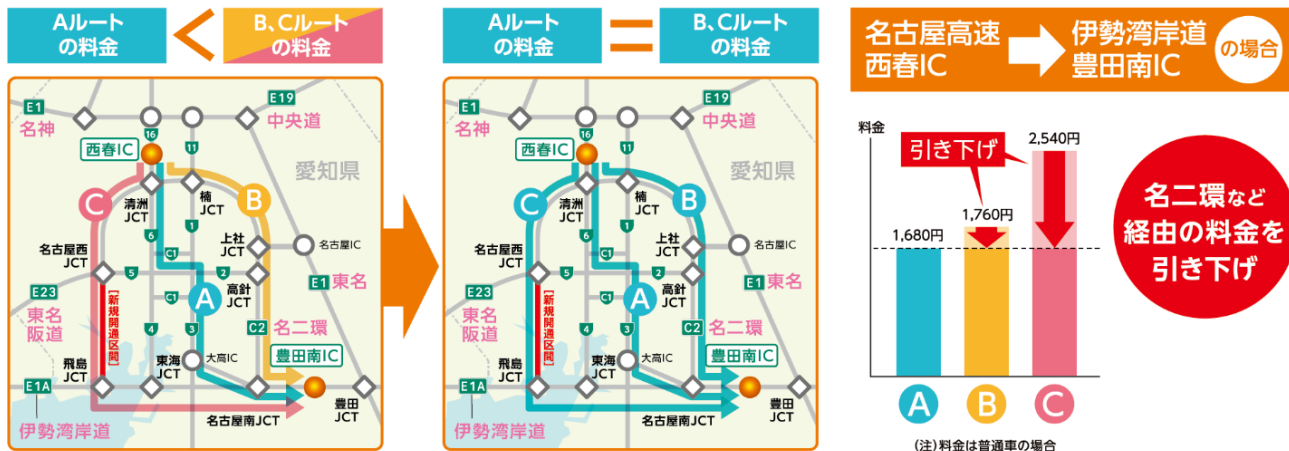 Aルート
の料金
<
B、Cルート
の料金
Aルート
の料金
=
B、Cルート
の料金
名古屋高速
西春IC
伊勢湾岸道
豊田南IC
の場合
E1
名神
E19
中央道
16
11
西春IC
愛知県
C
B
清洲
JCT
楠
JCT
1
6
上社
JCT
名古屋IC
名古屋西
JCT
C1
5
2
高針
JCT
E1 東名
E23
東名
阪道
[新規開通区間]
C1
A
4
3
C2 名二環
飛島
JCT
東海
JCT
大高IC
豊田南IC
E1A
豊田
JCT
名古屋南JCT
伊勢湾岸道
E1
名神
E19
中央道
16
11
西春IC
愛知県
C
B
清洲
JCT
楠
JCT
1
6
上社
JCT
名古屋IC
名古屋西
JCT
C1
5
2
高針
JCT
E1 東名
E23
東名
阪道
[新規開通区間]
C1
A
4
3
C2 名二環
飛島
JCT
東海
JCT
大高IC
豊田南IC
E1A
豊田
JCT
名古屋南JCT
伊勢湾岸道
料金
引き下げ
2,540円
1,760円
1,680円
A
B
C
(注)料金は普通車の場合
名二環など
経由の料金を
引き下げ